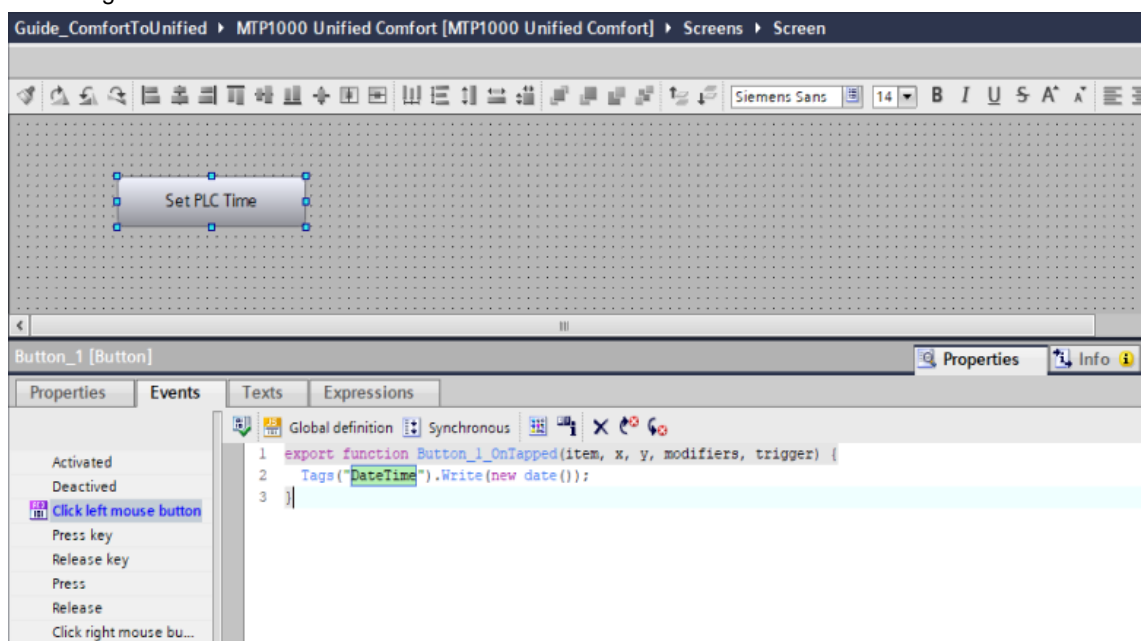 Guide_ComfortToUnified ▸ MTP1000 Unified Comfort [MTP1000 Unified Comfort] ▸ Screens ▸ Screen
Siemens Sans 14 B I U S A A
Set PLC Time
Button_1 [Button]
Properties Info
Properties Events Texts Expressions
Global definition Synchronous
1 export function Button_1_OnTapped(item, x, y, modifiers, trigger) {
2 Tags("DateTime").Write(new date());
3 }
Activated
Deactived
Click left mouse button
Press key
Release key
Press
Release
Click right mouse bu...